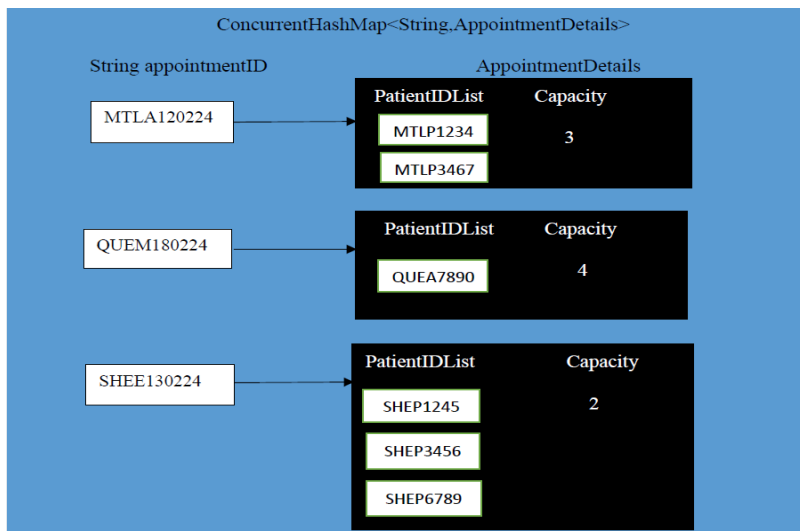 ConcurrentHashMap<String,AppointmentDetails>
String appointmentID
AppointmentDetails
MTLA120224
PatientIDList Capacity
MTLP1234
3
MTLP3467
QUEM180224
PatientIDList Capacity
QUEA7890
4
SHEE130224
PatientIDList Capacity
SHEP1245
2
SHEP3456
SHEP6789